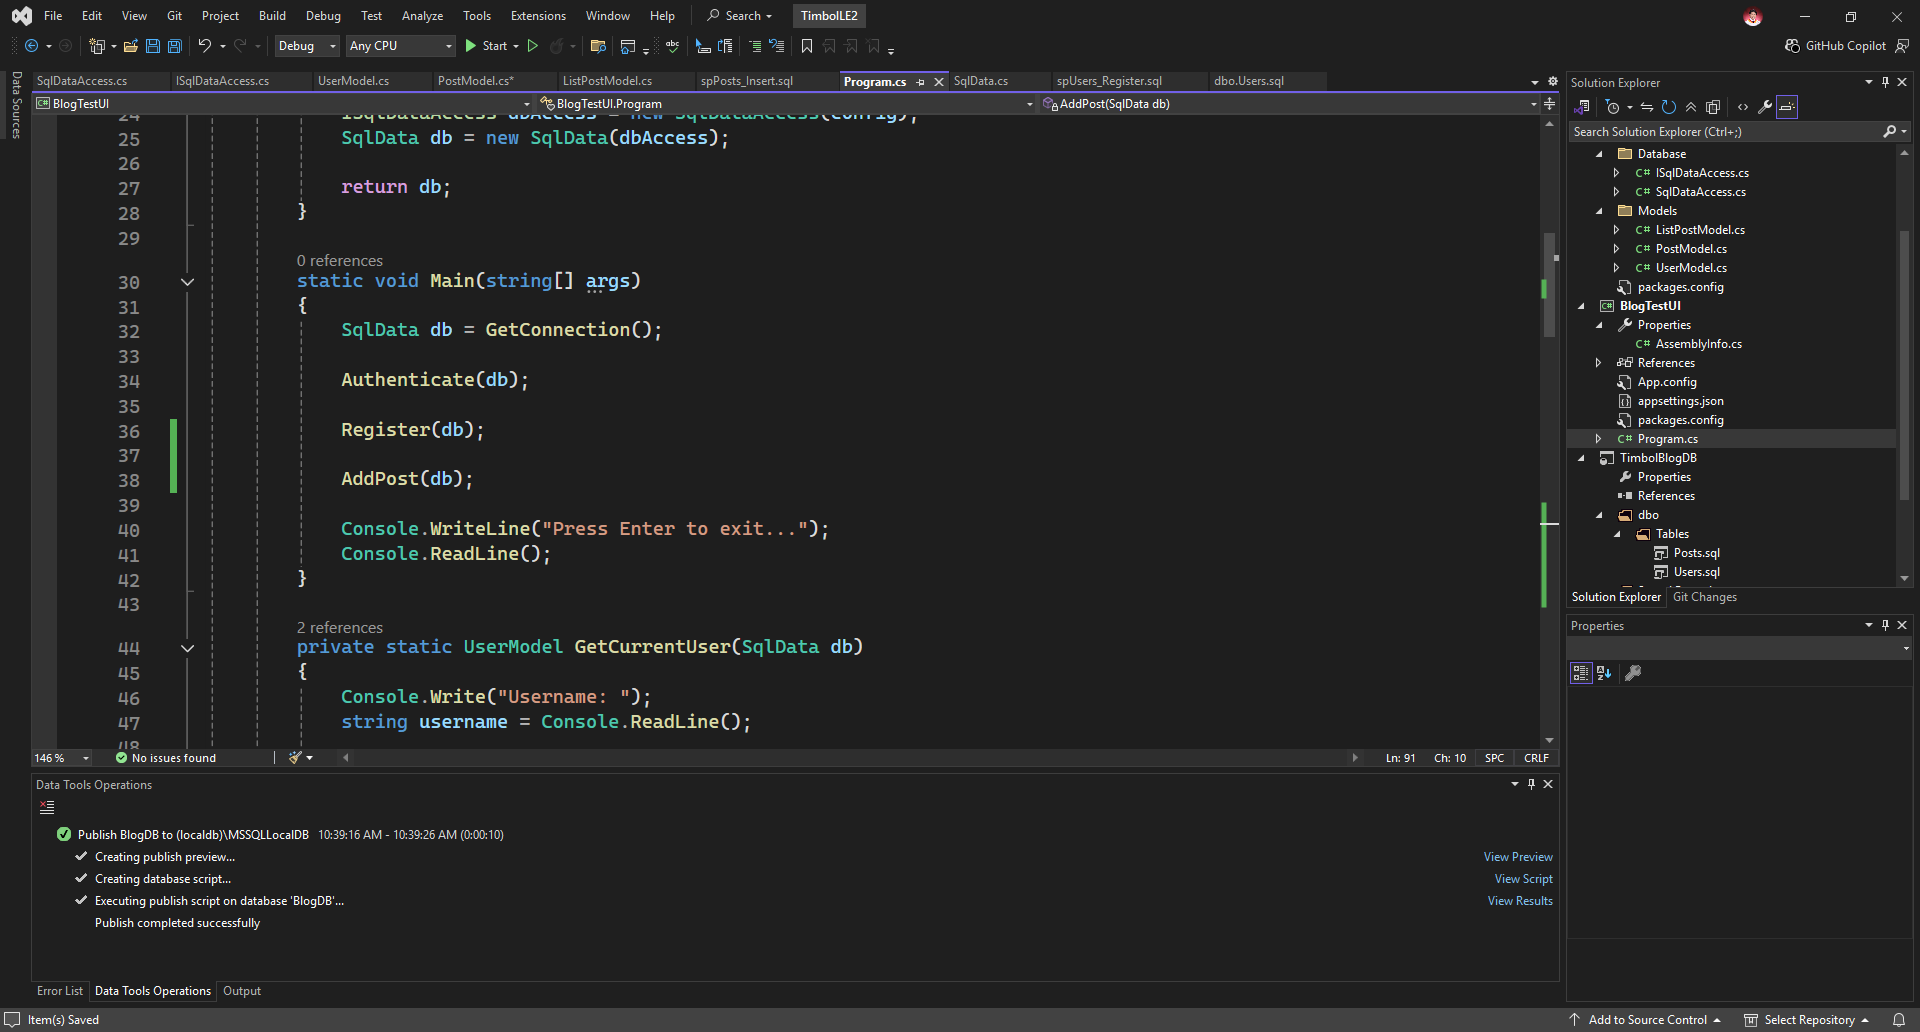 File Edit View Git Project Build Debug Test Analyze Tools Extensions Window Help Search TimbolLE2
Debug Any CPU Start GitHub Copilot
Data Sources
SqlDataAccess.cs ISqlDataAccess.cs UserModel.cs PostModel.cs* ListPostModel.cs spPosts_Insert.sql Program.cs SqlData.cs spUsers_Register.sql dbo.Users.sql
BlogTestUI BlogTestUI.Program AddPost(SqlData db)
24 ISqlDataAccess dbAccess = new SqlDataAccess(config);
25 SqlData db = new SqlData(dbAccess);
26
27 return db;
28 }
29
0 references
30 static void Main(string[] args)
31 {
32 SqlData db = GetConnection();
33
34 Authenticate(db);
35
36 Register(db);
37
38 AddPost(db);
39
40 Console.WriteLine("Press Enter to exit...");
41 Console.ReadLine();
42 }
43
2 references
44 private static UserModel GetCurrentUser(SqlData db)
45 {
46 Console.Write("Username: ");
47 string username = Console.ReadLine();
48
146 % No issues found Ln: 91 Ch: 10 SPC CRLF
Data Tools Operations
Publish BlogDB to (localdb)\MSSQLLocalDB 10:39:16 AM - 10:39:26 AM (0:00:10)
Creating publish preview... View Preview
Creating database script... View Script
Executing publish script on database 'BlogDB'... View Results
Publish completed successfully
Error List Data Tools Operations Output
Solution Explorer
Search Solution Explorer (Ctrl+;)
Database
C# ISqlDataAccess.cs
C# SqlDataAccess.cs
Models
C# ListPostModel.cs
C# PostModel.cs
C# UserModel.cs
packages.config
BlogTestUI
Properties
C# AssemblyInfo.cs
References
App.config
appsettings.json
packages.config
C# Program.cs
TimbolBlogDB
Properties
References
dbo
Tables
Posts.sql
Users.sql
Solution Explorer Git Changes
Properties
Item(s) Saved Add to Source Control Select Repository